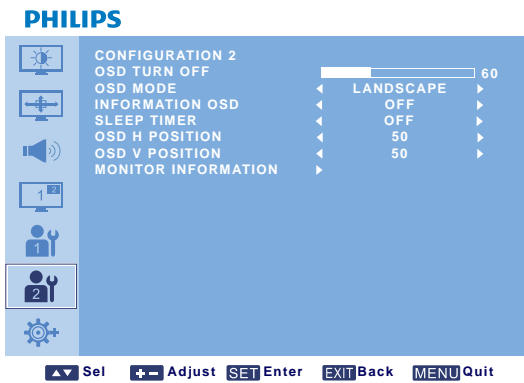 PHILIPS
CONFIGURATION 2
OSD TURN OFF 60
OSD MODE LANDSCAPE
INFORMATION OSD OFF
SLEEP TIMER OFF
OSD H POSITION 50
OSD V POSITION 50
MONITOR INFORMATION
1 2
1
2
Sel + - Adjust SET Enter EXIT Back MENU Quit